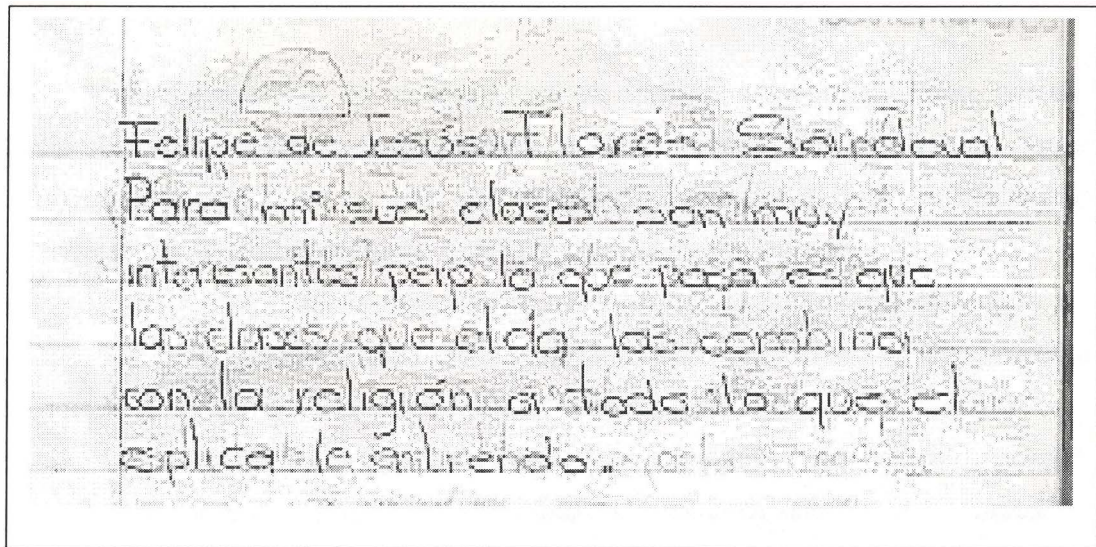 Felipe de Jesús Flores Sandoval
Para mi sus clases son muy
interesantes pero lo que pasa es que
las clases que el da las combina
con la religión a todo lo que el
esplica le entiendo.